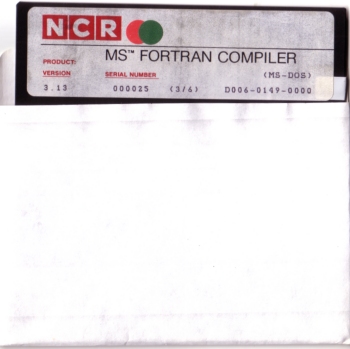 NCR
PRODUCT: MS™ FORTRAN COMPILER
VERSION SERIAL NUMBER (MS-DOS)
3.13 000025 (3/6) D006-0149-0000